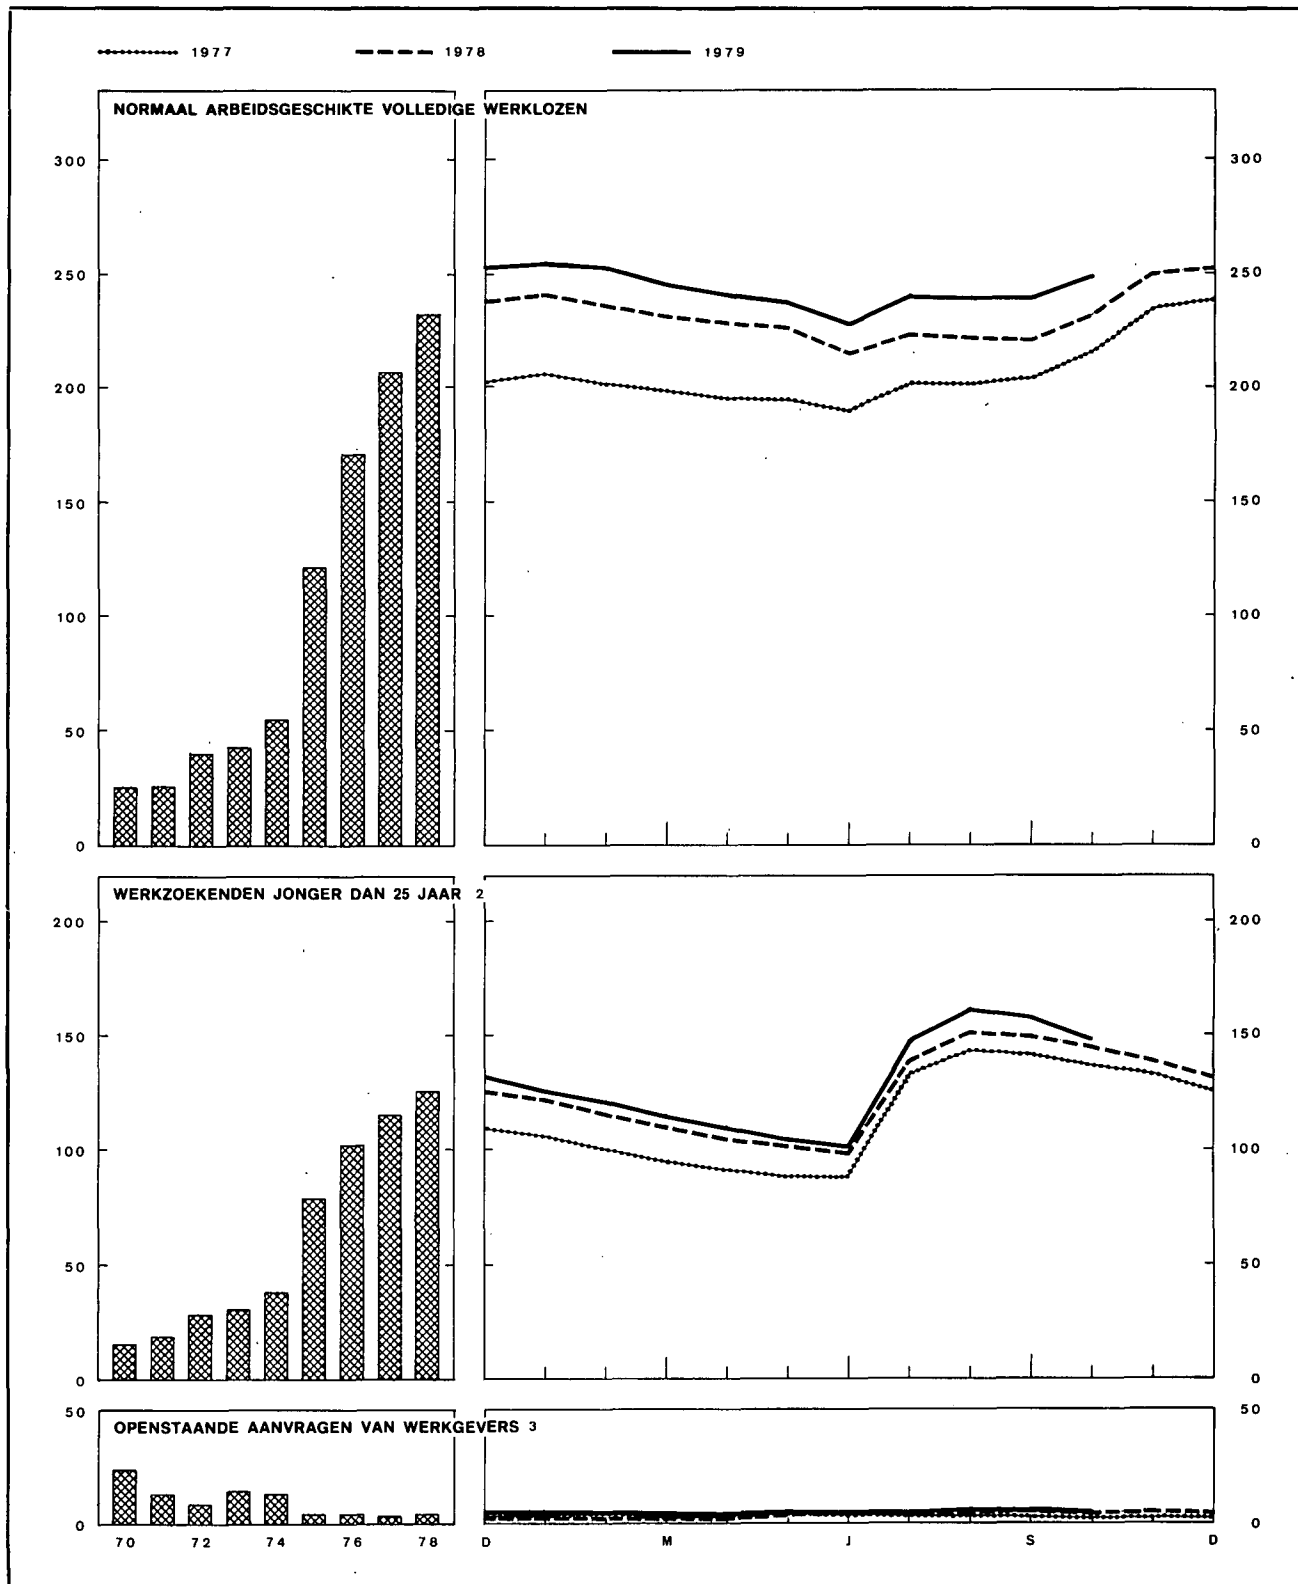 1977 1978 1979
NORMAAL ARBEIDSGESCHIKTE VOLLEDIGE WERKLOZEN
300 300
250 250
200 200
150 150
100 100
50 50
0 0
WERKZOEKENDEN JONGER DAN 25 JAAR 2
200 200
150 150
100 100
50 50
0 0
50 50
OPENSTAANDE AANVRAGEN VAN WERKGEVERS 3
0 0
70 72 74 76 78 D M J S D